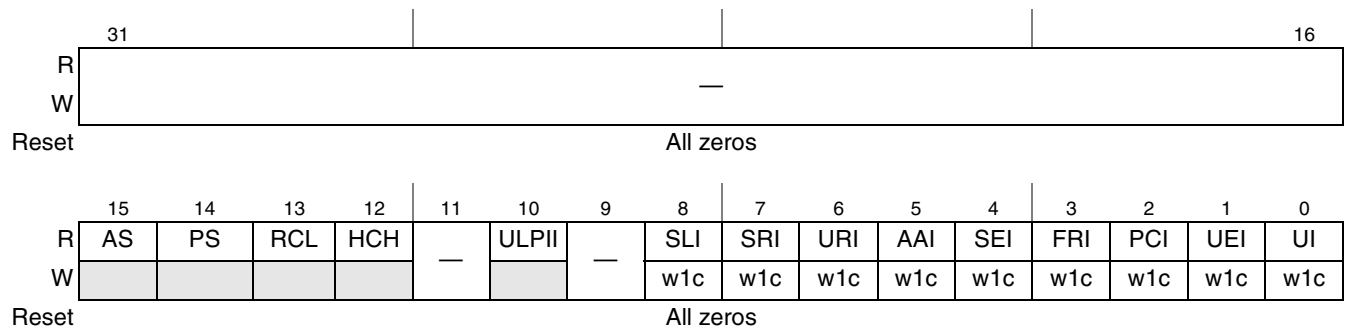 31 16
R
W
—
Reset All zeros
15 14 13 12 11 10 9 8 7 6 5 4 3 2 1 0
R AS PS RCL HCH — ULPII — SLI SRI URI AAI SEI FRI PCI UEI UI
W w1c w1c w1c w1c w1c w1c w1c w1c w1c
Reset All zeros